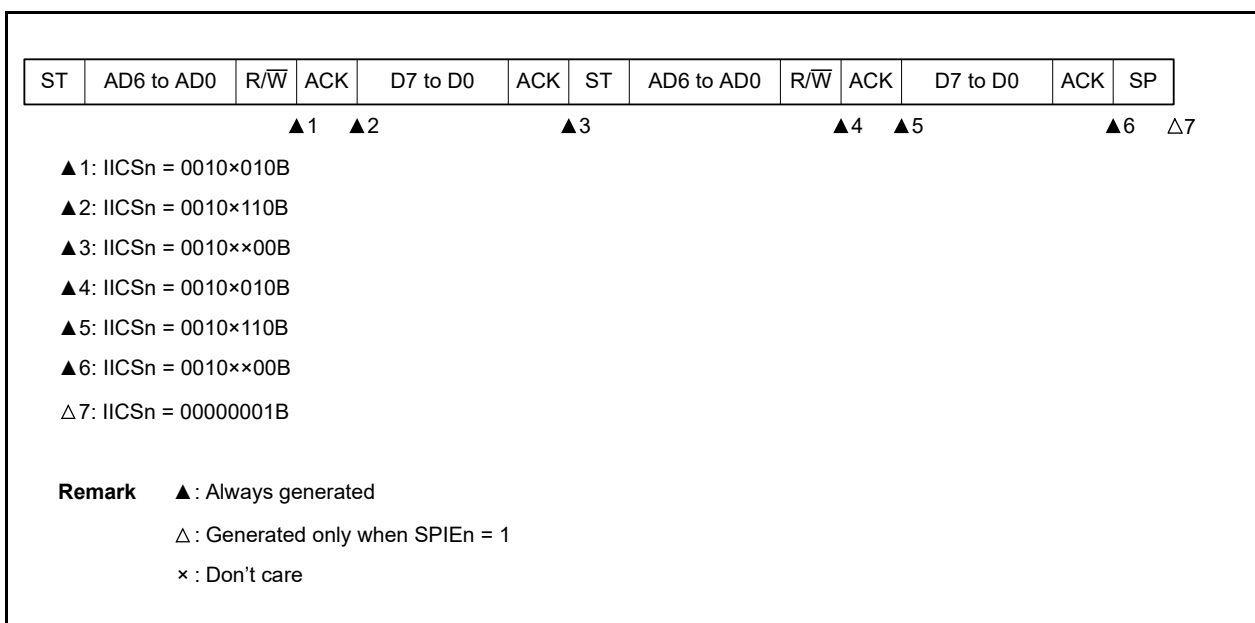 ST AD6 to AD0 R/W̅ ACK D7 to D0 ACK ST AD6 to AD0 R/W̅ ACK D7 to D0 ACK SP
▲1 ▲2 ▲3 ▲4 ▲5 ▲6 △7
▲1: IICSn = 0010×010B
▲2: IICSn = 0010×110B
▲3: IICSn = 0010××00B
▲4: IICSn = 0010×010B
▲5: IICSn = 0010×110B
▲6: IICSn = 0010××00B
△7: IICSn = 00000001B
Remark ▲: Always generated
△: Generated only when SPIEn = 1
×: Don't care